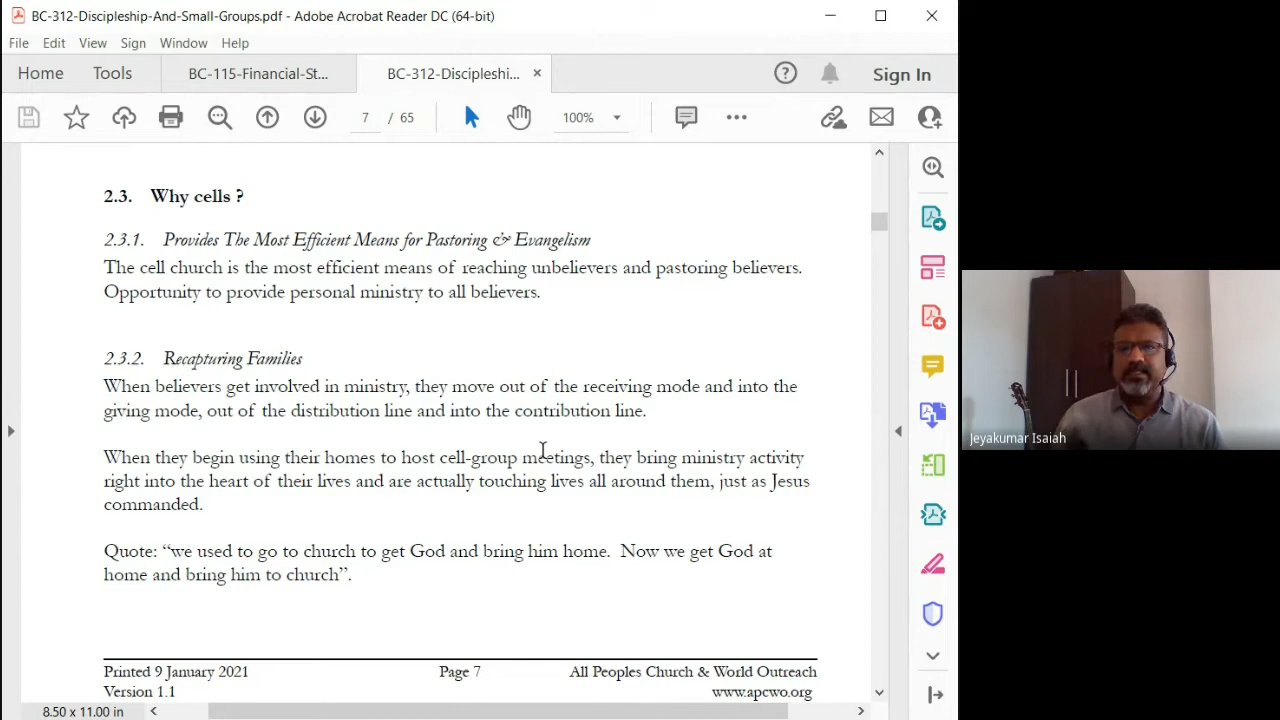 BC-312-Discipleship-And-Small-Groups.pdf - Adobe Acrobat Reader DC (64-bit)
File Edit View Sign Window Help
Home Tools BC-115-Financial-St... BC-312-Discipleshi... Sign In
7 / 65 100%
2.3. Why cells ?
2.3.1. Provides The Most Efficient Means for Pastoring & Evangelism
The cell church is the most efficient means of reaching unbelievers and pastoring believers.
Opportunity to provide personal ministry to all believers.
2.3.2. Recapturing Families
When believers get involved in ministry, they move out of the receiving mode and into the
giving mode, out of the distribution line and into the contribution line.
When they begin using their homes to host cell-group meetings, they bring ministry activity
right into the heart of their lives and are actually touching lives all around them, just as Jesus
commanded.
Quote: “we used to go to church to get God and bring him home. Now we get God at
home and bring him to church”.
Printed 9 January 2021 Page 7 All Peoples Church & World Outreach
Version 1.1 www.apcwo.org
8.50 x 11.00 in
Jeyakumar Isaiah